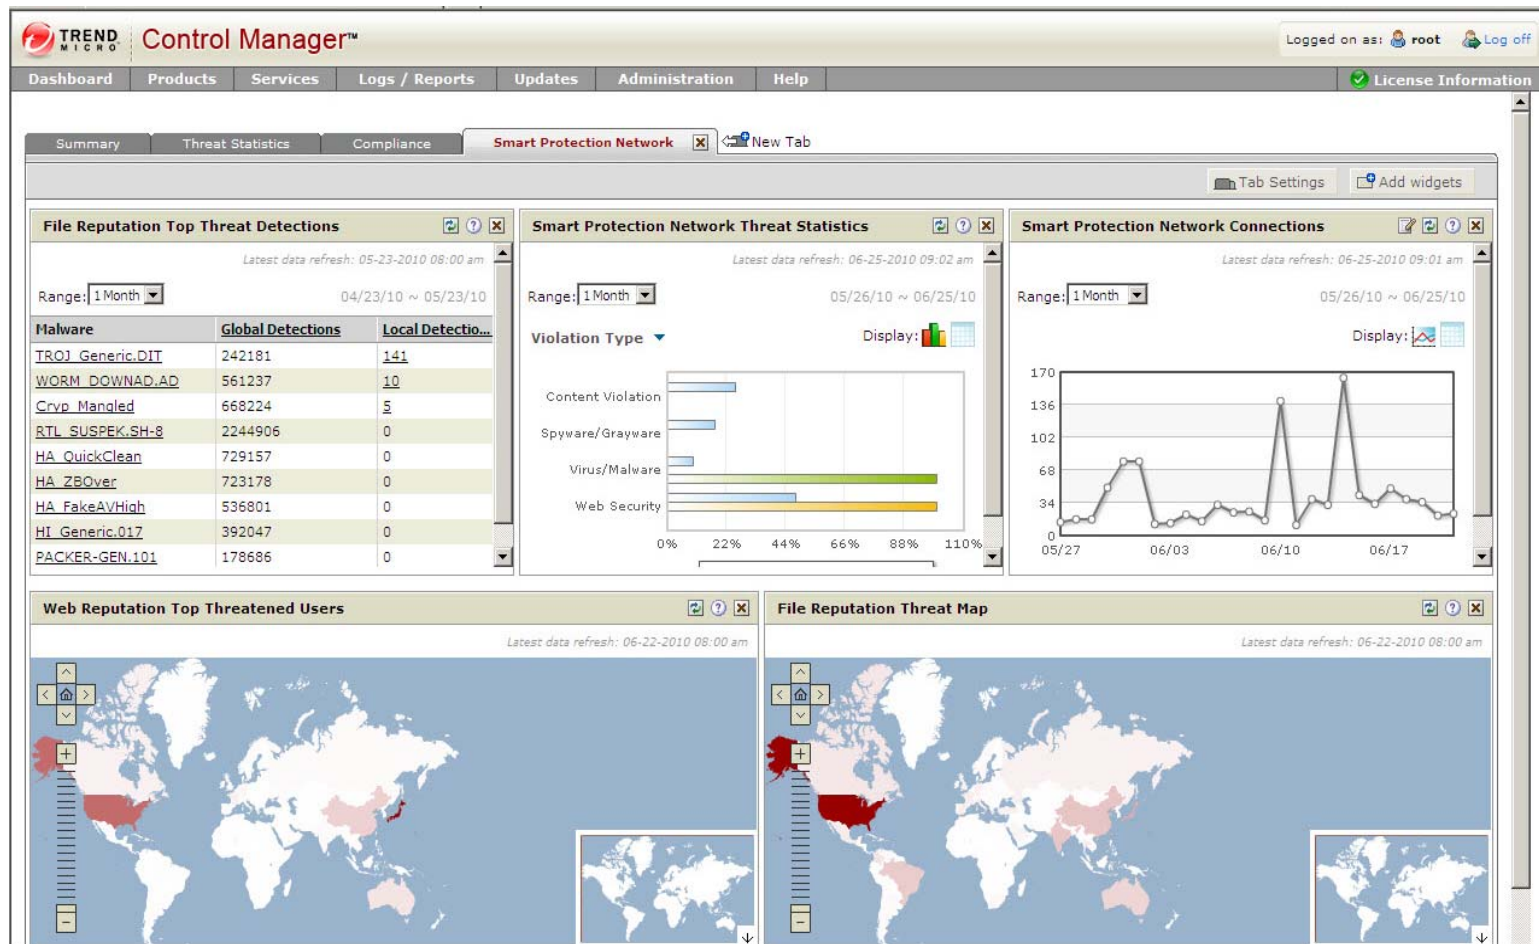 TREND MICRO Control Manager™ Logged on as: root Log off
Dashboard Products Services Logs / Reports Updates Administration Help License Information
Summary Threat Statistics Compliance Smart Protection Network New Tab
Tab Settings Add widgets
File Reputation Top Threat Detections
Latest data refresh: 05-23-2010 08:00 am
Range: 1 Month 04/23/10 ~ 05/23/10
Malware Global Detections Local Detectio...
TROJ_Generic.DIT 242181 141
WORM_DOWNAD.AD 561237 10
Cryp_Mangled 668224 5
RTL_SUSPEK.SH-8 2244906 0
HA_QuickClean 729157 0
HA_ZBOver 723178 0
HA_FakeAVHigh 536801 0
HI_Generic.017 392047 0
PACKER-GEN.101 178686 0
Smart Protection Network Threat Statistics
Latest data refresh: 06-25-2010 09:02 am
Range: 1 Month 05/26/10 ~ 06/25/10
Violation Type Display:
Content Violation
Spyware/Grayware
Virus/Malware
Web Security
0% 22% 44% 66% 88% 110%
Smart Protection Network Connections
Latest data refresh: 06-25-2010 09:01 am
Range: 1 Month 05/26/10 ~ 06/25/10
Display:
170
136
102
68
34
0
05/27 06/03 06/10 06/17
Web Reputation Top Threatened Users
Latest data refresh: 06-22-2010 08:00 am
File Reputation Threat Map
Latest data refresh: 06-22-2010 08:00 am